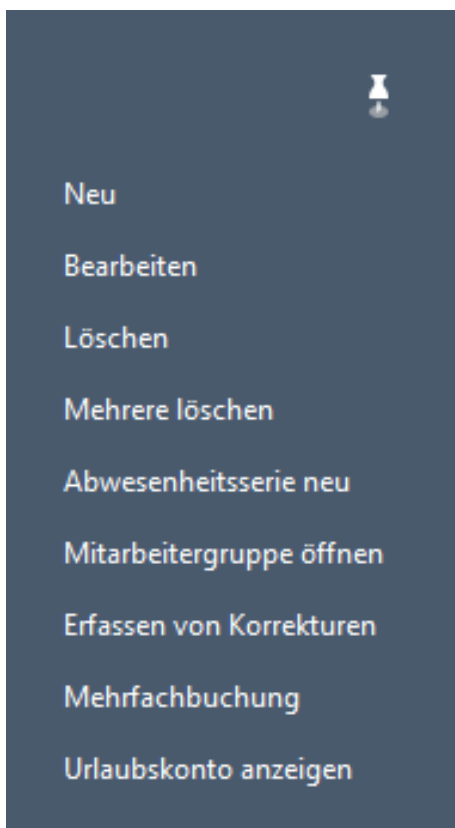 Neu
Bearbeiten
Löschen
Mehrere löschen
Abwesenheitsserie neu
Mitarbeitergruppe öffnen
Erfassen von Korrekturen
Mehrfachbuchung
Urlaubskonto anzeigen